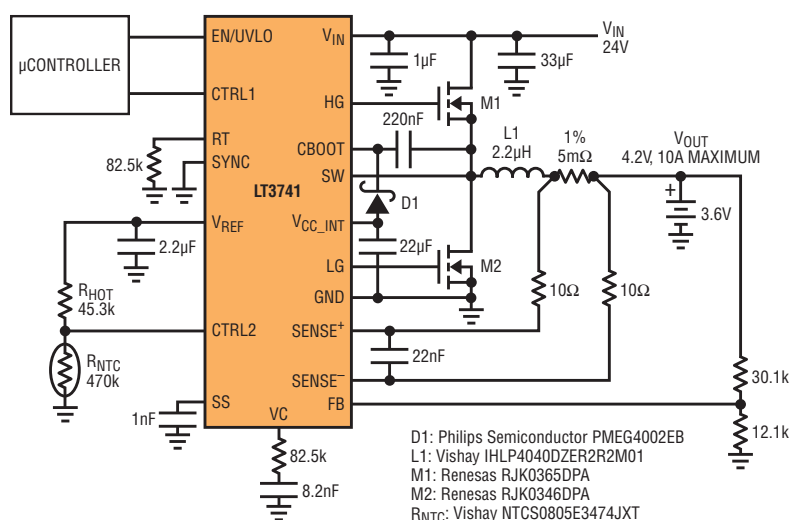 µCONTROLLER
EN/UVLO
CTRL1
RT
82.5k
SYNC
LT3741
VREF
2.2µF
RHOT
45.3k
CTRL2
RNTC
470k
SS
1nF
VC
82.5k
8.2nF
VIN
VIN
24V
1µF
33µF
HG
M1
220nF
CBOOT
SW
L1
2.2µH
1%
5mΩ
VOUT
4.2V, 10A MAXIMUM
D1
VCC_INT
22µF
+
3.6V
LG
M2
GND
10Ω
10Ω
SENSE+
22nF
SENSE−
FB
30.1k
12.1k
D1: Philips Semiconductor PMEG4002EB
L1: Vishay IHLP4040DZER2R2M01
M1: Renesas RJK0365DPA
M2: Renesas RJK0346DPA
RNTC: Vishay NTCS0805E3474JXT